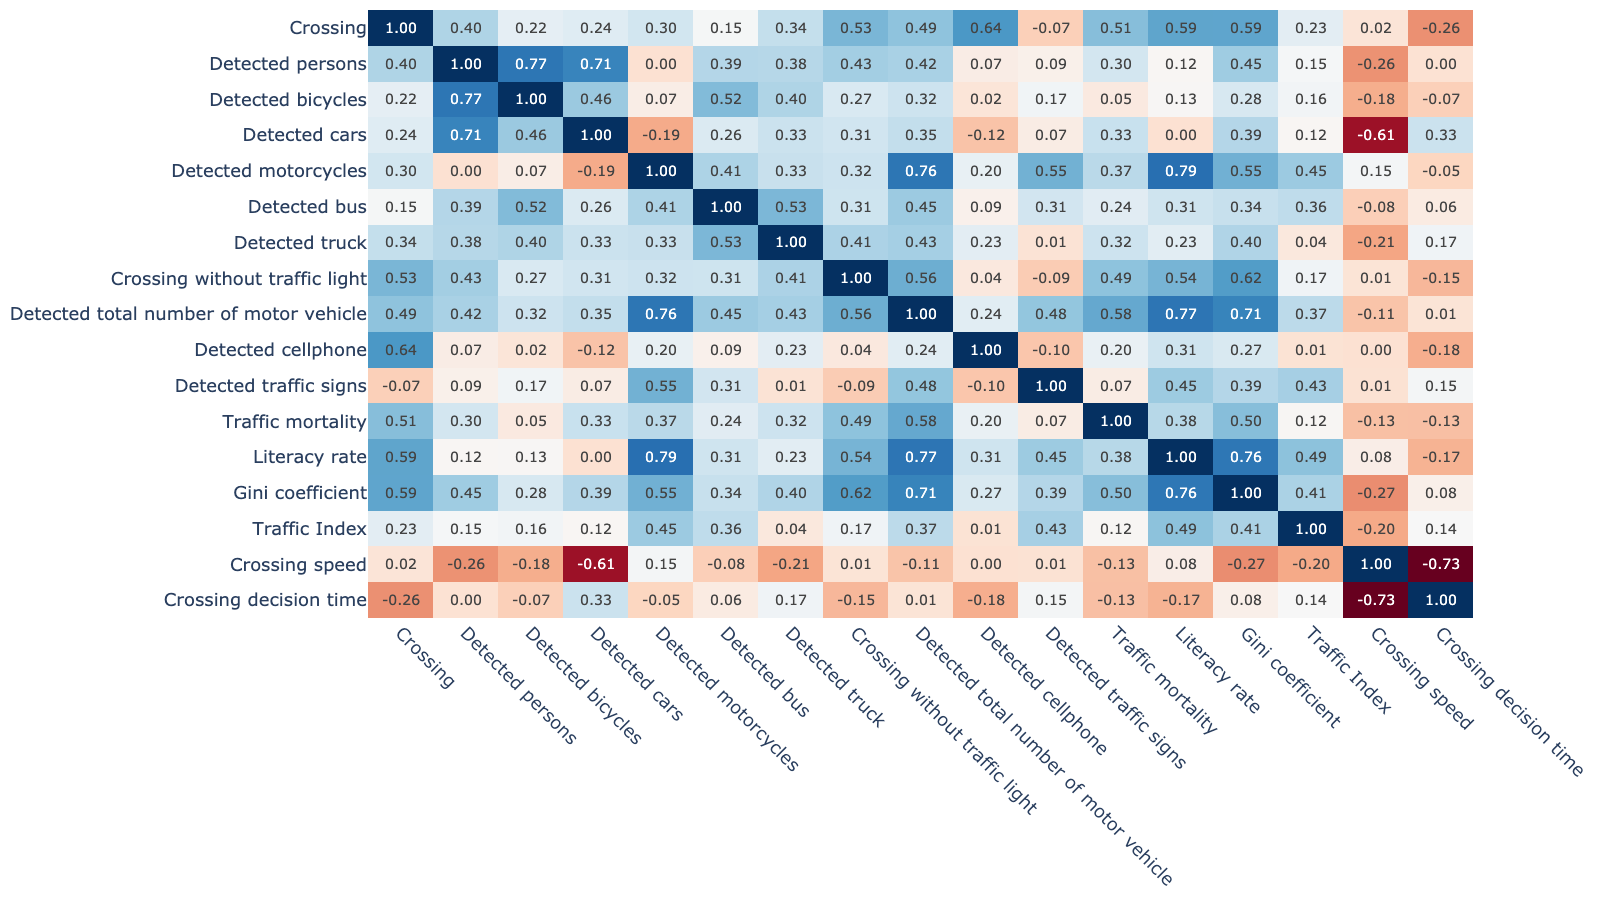 Crossing 1.00 0.40 0.22 0.24 0.30 0.15 0.34 0.53 0.49 0.64 -0.07 0.51 0.59 0.59 0.23 0.02 -0.26
Detected persons 0.40 1.00 0.77 0.71 0.00 0.39 0.38 0.43 0.42 0.07 0.09 0.30 0.12 0.45 0.15 -0.26 0.00
Detected bicycles 0.22 0.77 1.00 0.46 0.07 0.52 0.40 0.27 0.32 0.02 0.17 0.05 0.13 0.28 0.16 -0.18 -0.07
Detected cars 0.24 0.71 0.46 1.00 -0.19 0.26 0.33 0.31 0.35 -0.12 0.07 0.33 0.00 0.39 0.12 -0.61 0.33
Detected motorcycles 0.30 0.00 0.07 -0.19 1.00 0.41 0.33 0.32 0.76 0.20 0.55 0.37 0.79 0.55 0.45 0.15 -0.05
Detected bus 0.15 0.39 0.52 0.26 0.41 1.00 0.53 0.31 0.45 0.09 0.31 0.24 0.31 0.34 0.36 -0.08 0.06
Detected truck 0.34 0.38 0.40 0.33 0.33 0.53 1.00 0.41 0.43 0.23 0.01 0.32 0.23 0.40 0.04 -0.21 0.17
Crossing without traffic light 0.53 0.43 0.27 0.31 0.32 0.31 0.41 1.00 0.56 0.04 -0.09 0.49 0.54 0.62 0.17 0.01 -0.15
Detected total number of motor vehicle 0.49 0.42 0.32 0.35 0.76 0.45 0.43 0.56 1.00 0.24 0.48 0.58 0.77 0.71 0.37 -0.11 0.01
Detected cellphone 0.64 0.07 0.02 -0.12 0.20 0.09 0.23 0.04 0.24 1.00 -0.10 0.20 0.31 0.27 0.01 0.00 -0.18
Detected traffic signs -0.07 0.09 0.17 0.07 0.55 0.31 0.01 -0.09 0.48 -0.10 1.00 0.07 0.45 0.39 0.43 0.01 0.15
Traffic mortality 0.51 0.30 0.05 0.33 0.37 0.24 0.32 0.49 0.58 0.20 0.07 1.00 0.38 0.50 0.12 -0.13 -0.13
Literacy rate 0.59 0.12 0.13 0.00 0.79 0.31 0.23 0.54 0.77 0.31 0.45 0.38 1.00 0.76 0.49 0.08 -0.17
Gini coefficient 0.59 0.45 0.28 0.39 0.55 0.34 0.40 0.62 0.71 0.27 0.39 0.50 0.76 1.00 0.41 -0.27 0.08
Traffic Index 0.23 0.15 0.16 0.12 0.45 0.36 0.04 0.17 0.37 0.01 0.43 0.12 0.49 0.41 1.00 -0.20 0.14
Crossing speed 0.02 -0.26 -0.18 -0.61 0.15 -0.08 -0.21 0.01 -0.11 0.00 0.01 -0.13 0.08 -0.27 -0.20 1.00 -0.73
Crossing decision time -0.26 0.00 -0.07 0.33 -0.05 0.06 0.17 -0.15 0.01 -0.18 0.15 -0.13 -0.17 0.08 0.14 -0.73 1.00
Crossing
Detected persons
Detected bicycles
Detected cars
Detected motorcycles
Detected bus
Detected truck
Crossing without traffic light
Detected total number of motor vehicle
Detected cellphone
Detected traffic signs
Traffic mortality
Literacy rate
Gini coefficient
Traffic Index
Crossing speed
Crossing decision time